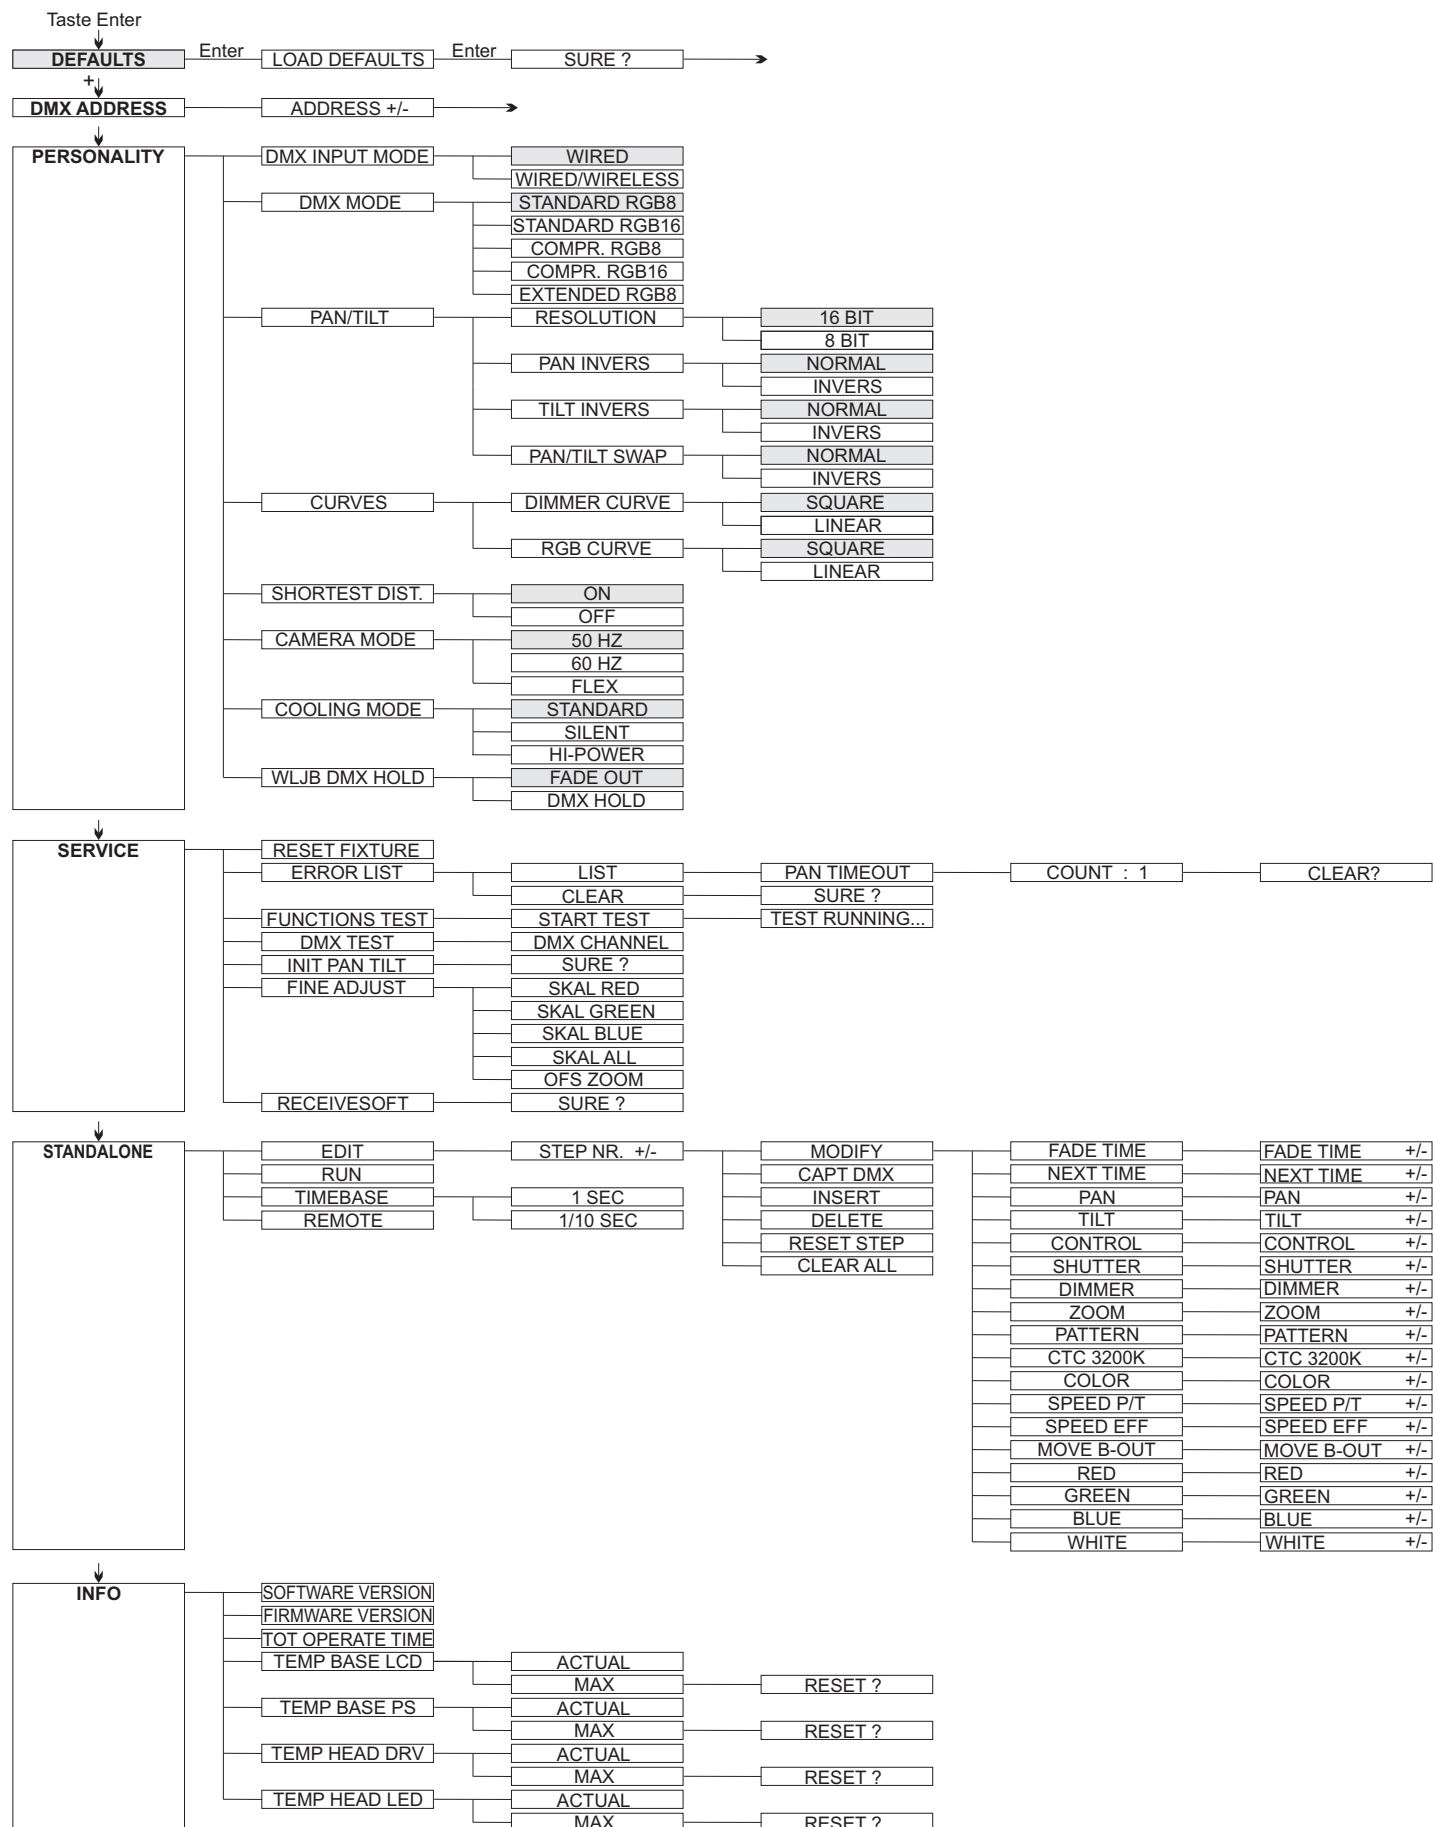 Taste Enter
DEFAULTS Enter LOAD DEFAULTS Enter SURE ?
+
DMX ADDRESS ADDRESS +/-
PERSONALITY DMX INPUT MODE WIRED
WIRED/WIRELESS
DMX MODE STANDARD RGB8
STANDARD RGB16
COMPR. RGB8
COMPR. RGB16
EXTENDED RGB8
PAN/TILT RESOLUTION 16 BIT
8 BIT
PAN INVERS NORMAL
INVERS
TILT INVERS NORMAL
INVERS
PAN/TILT SWAP NORMAL
INVERS
CURVES DIMMER CURVE SQUARE
LINEAR
RGB CURVE SQUARE
LINEAR
SHORTEST DIST. ON
OFF
CAMERA MODE 50 HZ
60 HZ
FLEX
COOLING MODE STANDARD
SILENT
HI-POWER
WLJB DMX HOLD FADE OUT
DMX HOLD
SERVICE RESET FIXTURE
ERROR LIST LIST PAN TIMEOUT COUNT : 1 CLEAR?
CLEAR SURE ?
FUNCTIONS TEST START TEST TEST RUNNING...
DMX TEST DMX CHANNEL
INIT PAN TILT SURE ?
FINE ADJUST SKAL RED
SKAL GREEN
SKAL BLUE
SKAL ALL
OFS ZOOM
RECEIVESOFT SURE ?
STANDALONE EDIT STEP NR. +/- MODIFY FADE TIME FADE TIME +/-
RUN CAPT DMX NEXT TIME NEXT TIME +/-
TIMEBASE 1 SEC INSERT PAN PAN +/-
REMOTE 1/10 SEC DELETE TILT TILT +/-
RESET STEP CONTROL CONTROL +/-
CLEAR ALL SHUTTER SHUTTER +/-
DIMMER DIMMER +/-
ZOOM ZOOM +/-
PATTERN PATTERN +/-
CTC 3200K CTC 3200K +/-
COLOR COLOR +/-
SPEED P/T SPEED P/T +/-
SPEED EFF SPEED EFF +/-
MOVE B-OUT MOVE B-OUT +/-
RED RED +/-
GREEN GREEN +/-
BLUE BLUE +/-
WHITE WHITE +/-
INFO SOFTWARE VERSION
FIRMWARE VERSION
TOT OPERATE TIME
TEMP BASE LCD ACTUAL
MAX RESET ?
TEMP BASE PS ACTUAL
MAX RESET ?
TEMP HEAD DRV ACTUAL
MAX RESET ?
TEMP HEAD LED ACTUAL
MAX RESET ?